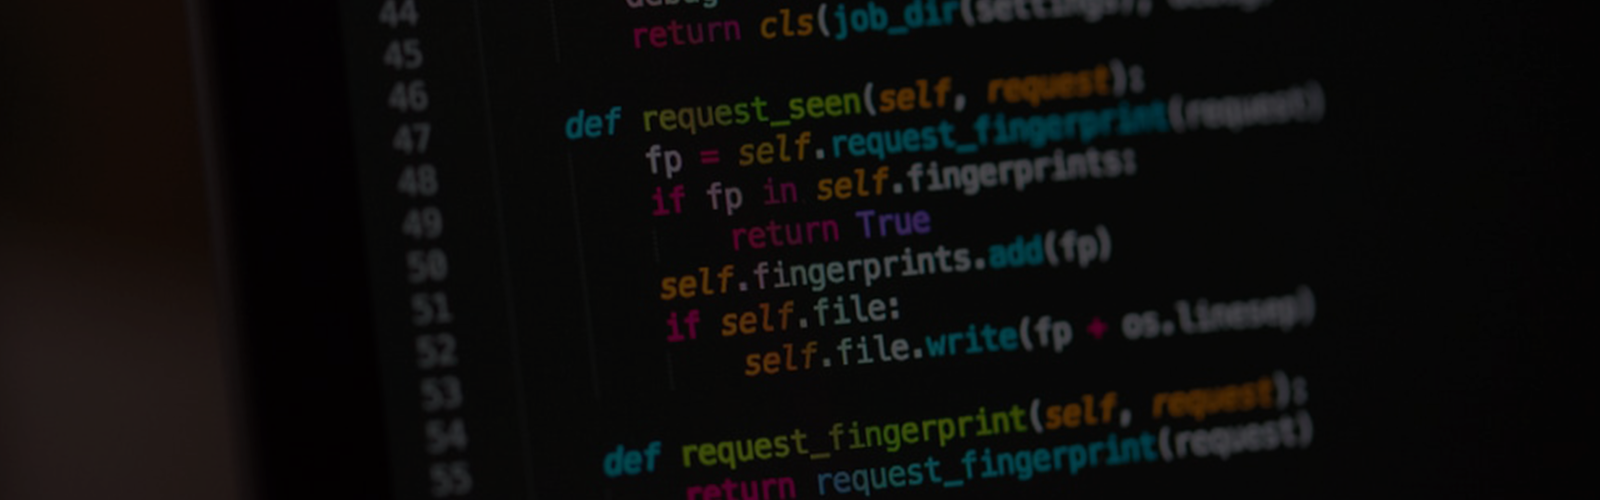 44
45 return cls(job_dir(settings), debug)
46
47 def request_seen(self, request):
48 fp = self.request_fingerprint(request)
49 if fp in self.fingerprints:
50 return True
51 self.fingerprints.add(fp)
52 if self.file:
53 self.file.write(fp + os.linesep)
54
55 def request_fingerprint(self, request):
return request_fingerprint(request)